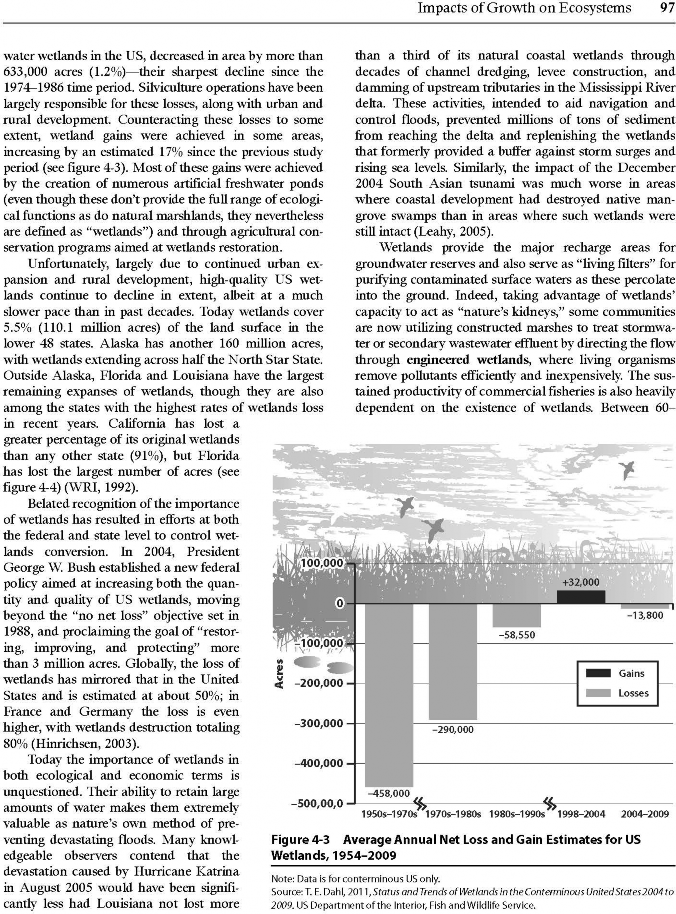 Impacts of Growth on Ecosystems 97
water wetlands in the US, decreased in area by more than
633,000 acres (1.2%)—their sharpest decline since the
1974–1986 time period. Silviculture operations have been
largely responsible for these losses, along with urban and
rural development. Counteracting these losses to some
extent, wetland gains were achieved in some areas,
increasing by an estimated 17% since the previous study
period (see figure 4-3). Most of these gains were achieved
by the creation of numerous artificial freshwater ponds
(even though these don't provide the full range of ecologi-
cal functions as do natural marshlands, they nevertheless
are defined as "wetlands") and through agricultural con-
servation programs aimed at wetlands restoration.
Unfortunately, largely due to continued urban ex-
pansion and rural development, high-quality US wet-
lands continue to decline in extent, albeit at a much
slower pace than in past decades. Today wetlands cover
5.5% (110.1 million acres) of the land surface in the
lower 48 states. Alaska has another 160 million acres,
with wetlands extending across half the North Star State.
Outside Alaska, Florida and Louisiana have the largest
remaining expanses of wetlands, though they are also
among the states with the highest rates of wetlands loss
in recent years. California has lost a
greater percentage of its original wetlands
than any other state (91%), but Florida
has lost the largest number of acres (see
figure 4-4) (WRI, 1992).
Belated recognition of the importance
of wetlands has resulted in efforts at both
the federal and state level to control wet-
lands conversion. In 2004, President
George W. Bush established a new federal
policy aimed at increasing both the quan-
tity and quality of US wetlands, moving
beyond the "no net loss" objective set in
1988, and proclaiming the goal of "restor-
ing, improving, and protecting" more
than 3 million acres. Globally, the loss of
wetlands has mirrored that in the United
States and is estimated at about 50%; in
France and Germany the loss is even
higher, with wetlands destruction totaling
80% (Hinrichsen, 2003).
Today the importance of wetlands in
both ecological and economic terms is
unquestioned. Their ability to retain large
amounts of water makes them extremely
valuable as nature's own method of pre-
venting devastating floods. Many knowl-
edgeable observers contend that the
devastation caused by Hurricane Katrina
in August 2005 would have been signifi-
cantly less had Louisiana not lost more
than a third of its natural coastal wetlands through
decades of channel dredging, levee construction, and
damming of upstream tributaries in the Mississippi River
delta. These activities, intended to aid navigation and
control floods, prevented millions of tons of sediment
from reaching the delta and replenishing the wetlands
that formerly provided a buffer against storm surges and
rising sea levels. Similarly, the impact of the December
2004 South Asian tsunami was much worse in areas
where coastal development had destroyed native man-
grove swamps than in areas where such wetlands were
still intact (Leahy, 2005).
Wetlands provide the major recharge areas for
groundwater reserves and also serve as "living filters" for
purifying contaminated surface waters as these percolate
into the ground. Indeed, taking advantage of wetlands'
capacity to act as "nature's kidneys," some communities
are now utilizing constructed marshes to treat stormwa-
ter or secondary wastewater effluent by directing the flow
through engineered wetlands, where living organisms
remove pollutants efficiently and inexpensively. The sus-
tained productivity of commercial fisheries is also heavily
dependent on the existence of wetlands. Between 60–
100,000
0
–100,000
–200,000
–300,000
–400,000
–500,00,0
Acres
–458,000
–290,000
–58,550
+32,000
–13,800
Gains
Losses
1950s–1970s 1970s–1980s 1980s–1990s 1998–2004 2004–2009
Figure 4-3 Average Annual Net Loss and Gain Estimates for US
Wetlands, 1954–2009
Note: Data is for conterminous US only.
Source: T. E. Dahl, 2011, Status and Trends of Wetlands in the Conterminous United States 2004 to
2009. US Department of the Interior, Fish and Wildlife Service.